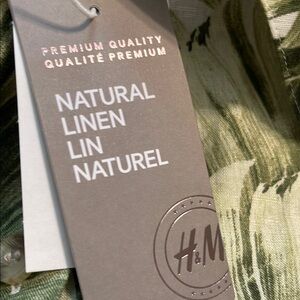 PREMIUM QUALITY
QUALITÉ PREMIUM
NATURAL
LINEN
LIN
NATUREL
H&M